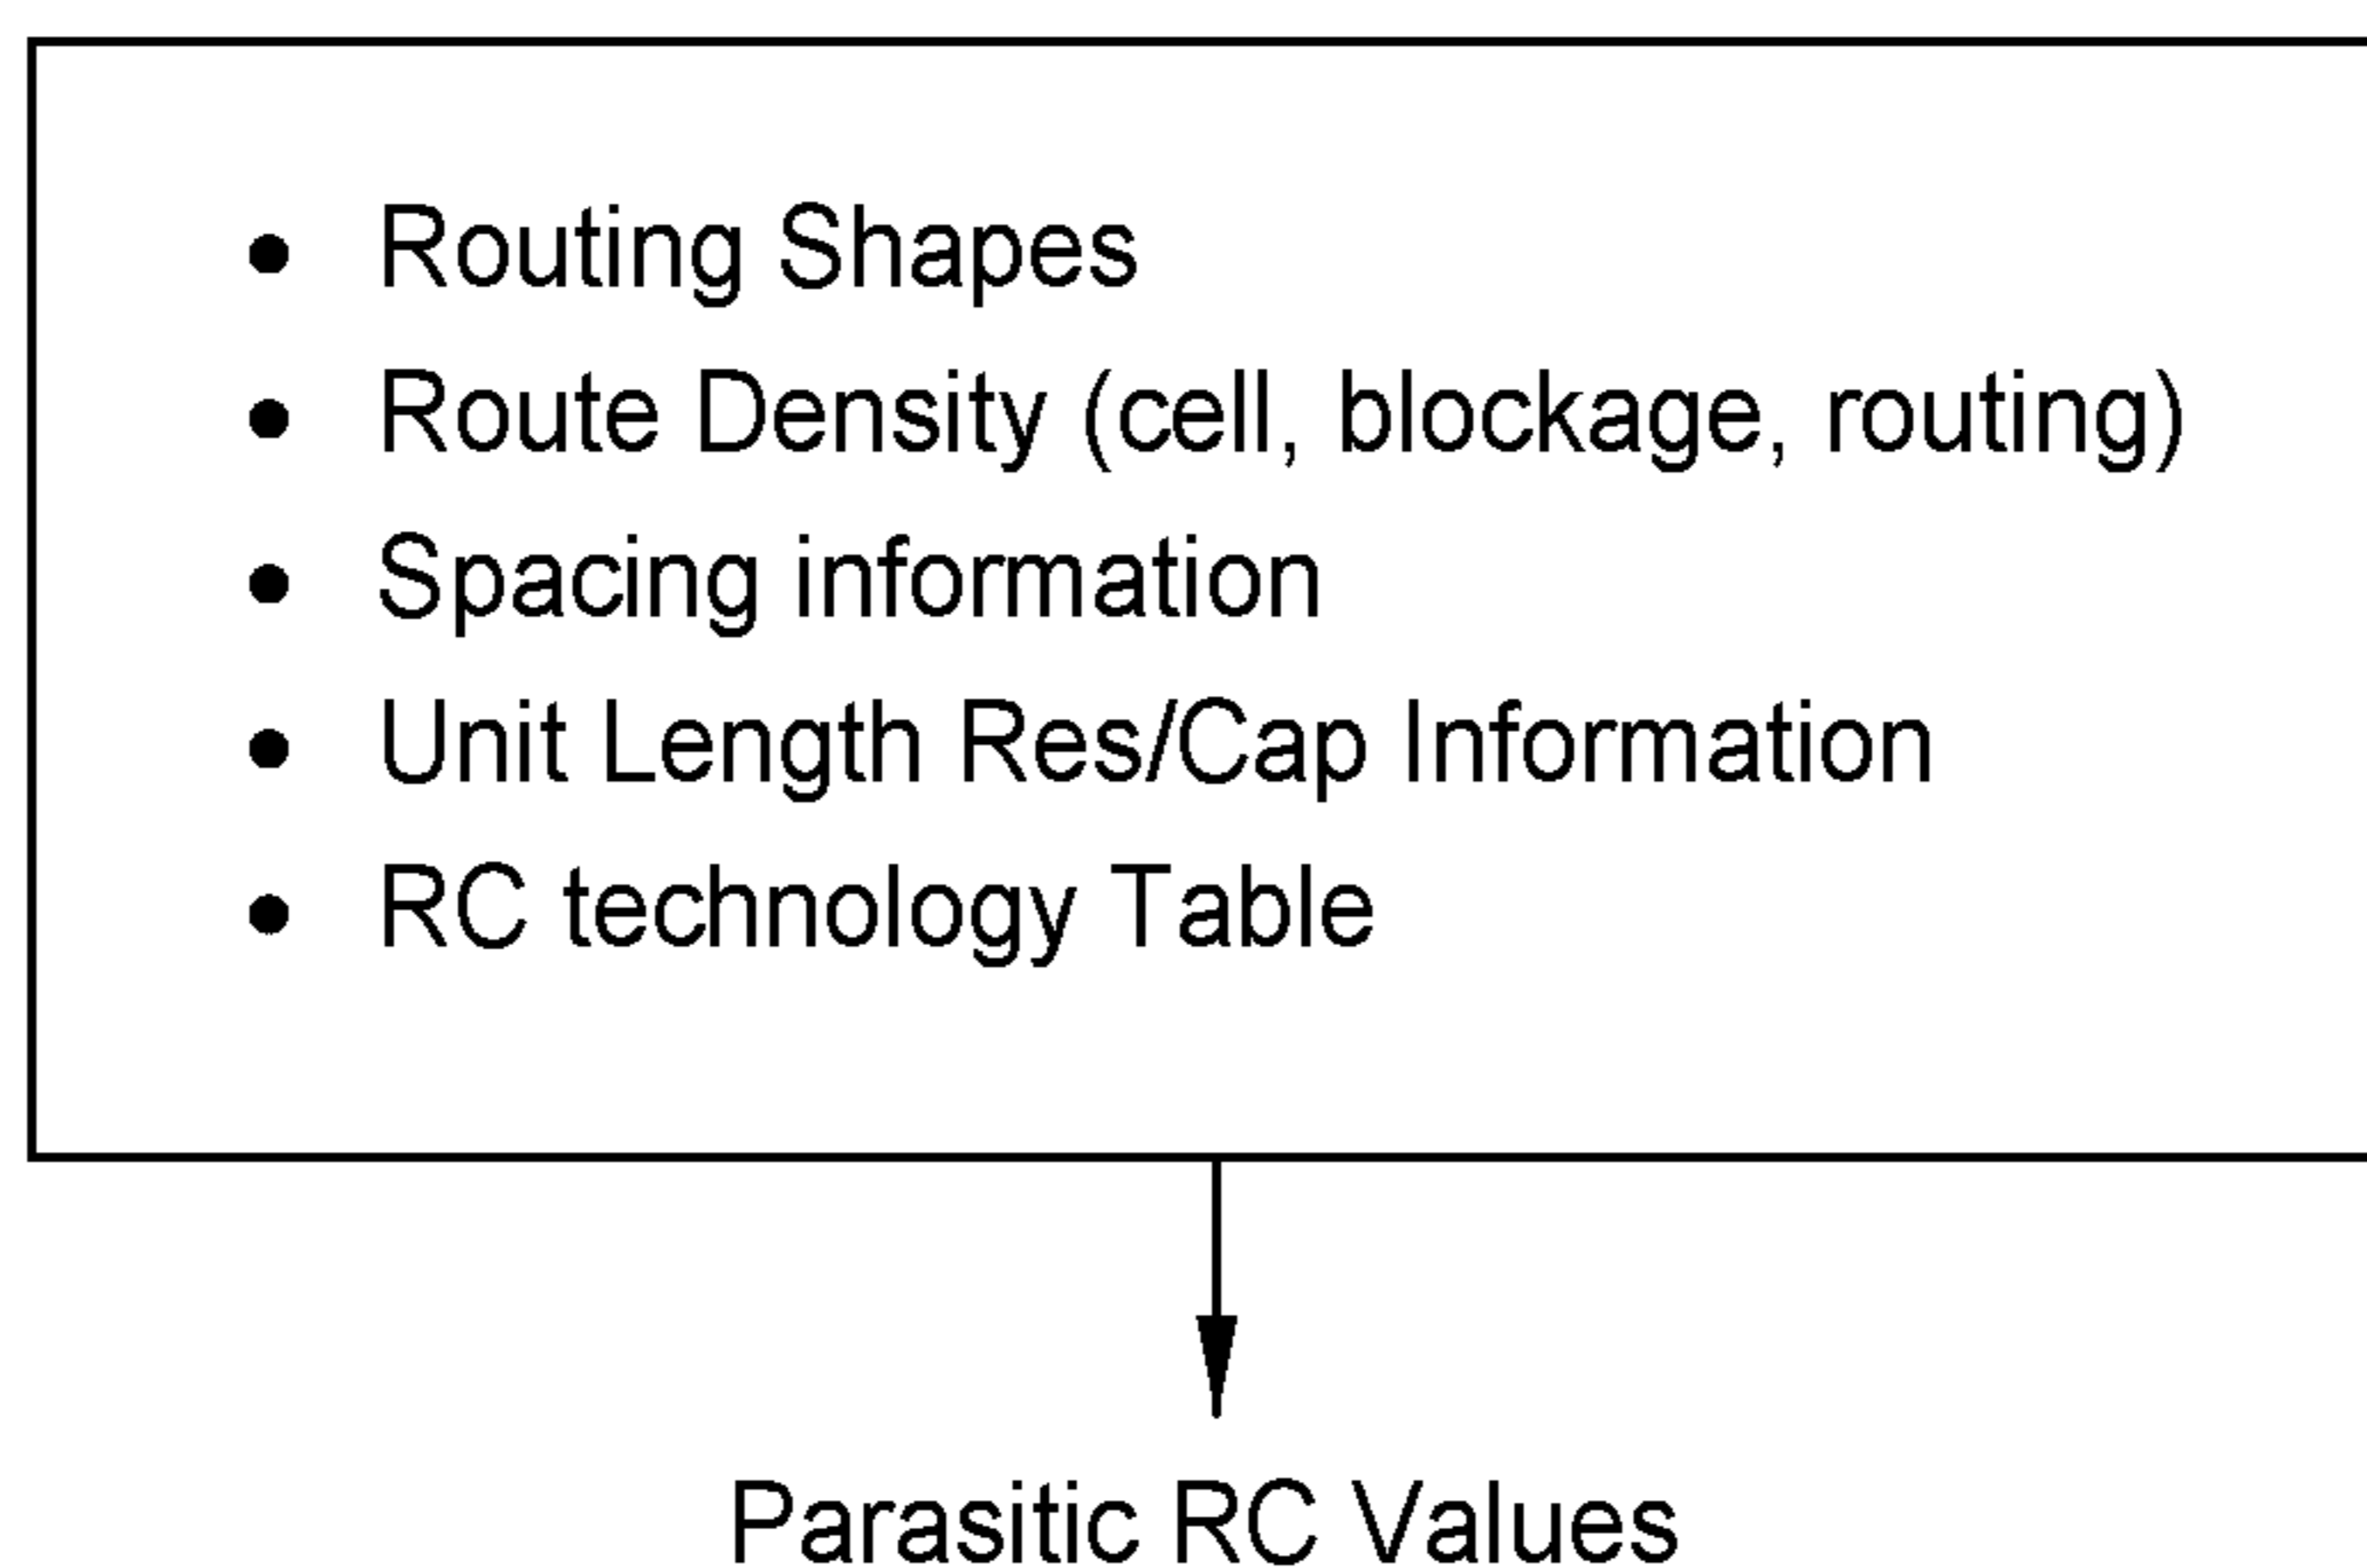 • Routing Shapes
• Route Density (cell, blockage, routing)
• Spacing information
• Unit Length Res/Cap Information
• RC technology Table
Parasitic RC Values